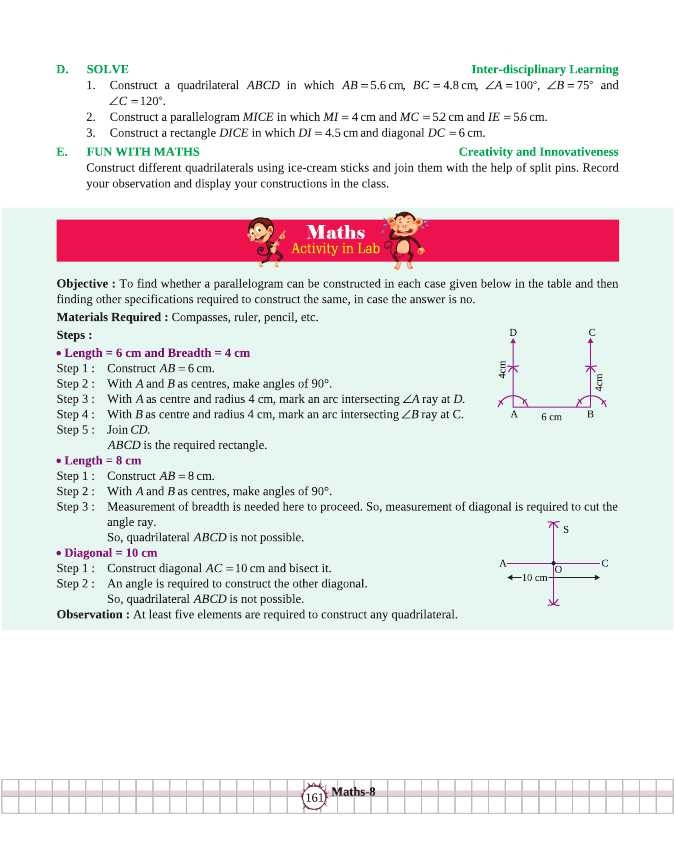 D. SOLVE Inter-disciplinary Learning
1. Construct a quadrilateral ABCD in which AB = 5.6 cm, BC = 4.8 cm, ∠A = 100°, ∠B = 75° and
∠C = 120°.
2. Construct a parallelogram MICE in which MI = 4 cm and MC = 5.2 cm and IE = 5.6 cm.
3. Construct a rectangle DICE in which DI = 4.5 cm and diagonal DC = 6 cm.
E. FUN WITH MATHS Creativity and Innovativeness
Construct different quadrilaterals using ice-cream sticks and join them with the help of split pins. Record
your observation and display your constructions in the class.
Maths
Activity in Lab
Objective : To find whether a parallelogram can be constructed in each case given below in the table and then
finding other specifications required to construct the same, in case the answer is no.
Materials Required : Compasses, ruler, pencil, etc.
Steps :
• Length = 6 cm and Breadth = 4 cm
Step 1 : Construct AB = 6 cm.
Step 2 : With A and B as centres, make angles of 90°.
Step 3 : With A as centre and radius 4 cm, mark an arc intersecting ∠A ray at D.
Step 4 : With B as centre and radius 4 cm, mark an arc intersecting ∠B ray at C.
Step 5 : Join CD.
ABCD is the required rectangle.
D C
4cm 4cm
A 6 cm B
• Length = 8 cm
Step 1 : Construct AB = 8 cm.
Step 2 : With A and B as centres, make angles of 90°.
Step 3 : Measurement of breadth is needed here to proceed. So, measurement of diagonal is required to cut the
angle ray.
So, quadrilateral ABCD is not possible.
• Diagonal = 10 cm
Step 1 : Construct diagonal AC = 10 cm and bisect it.
Step 2 : An angle is required to construct the other diagonal.
So, quadrilateral ABCD is not possible.
S
A O C
10 cm
Observation : At least five elements are required to construct any quadrilateral.
161 Maths-8